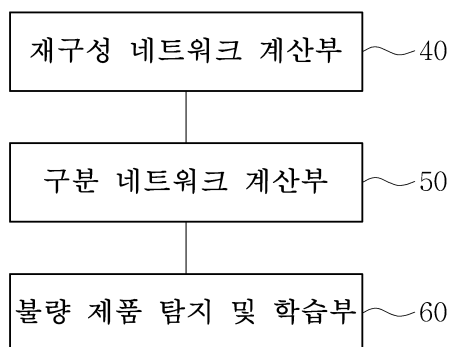 재구성 네트워크 계산부 40
구분 네트워크 계산부 50
불량 제품 탐지 및 학습부 60